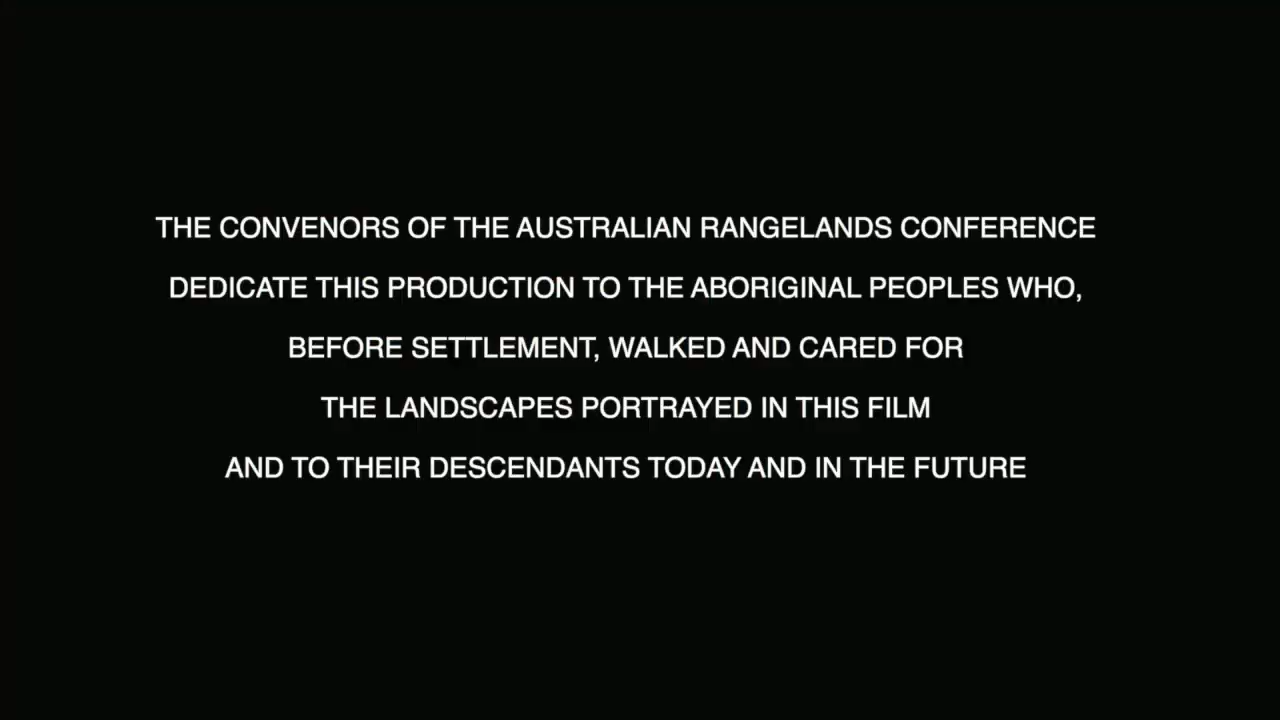 THE CONVENORS OF THE AUSTRALIAN RANGELANDS CONFERENCE
DEDICATE THIS PRODUCTION TO THE ABORIGINAL PEOPLES WHO,
BEFORE SETTLEMENT, WALKED AND CARED FOR
THE LANDSCAPES PORTRAYED IN THIS FILM
AND TO THEIR DESCENDANTS TODAY AND IN THE FUTURE